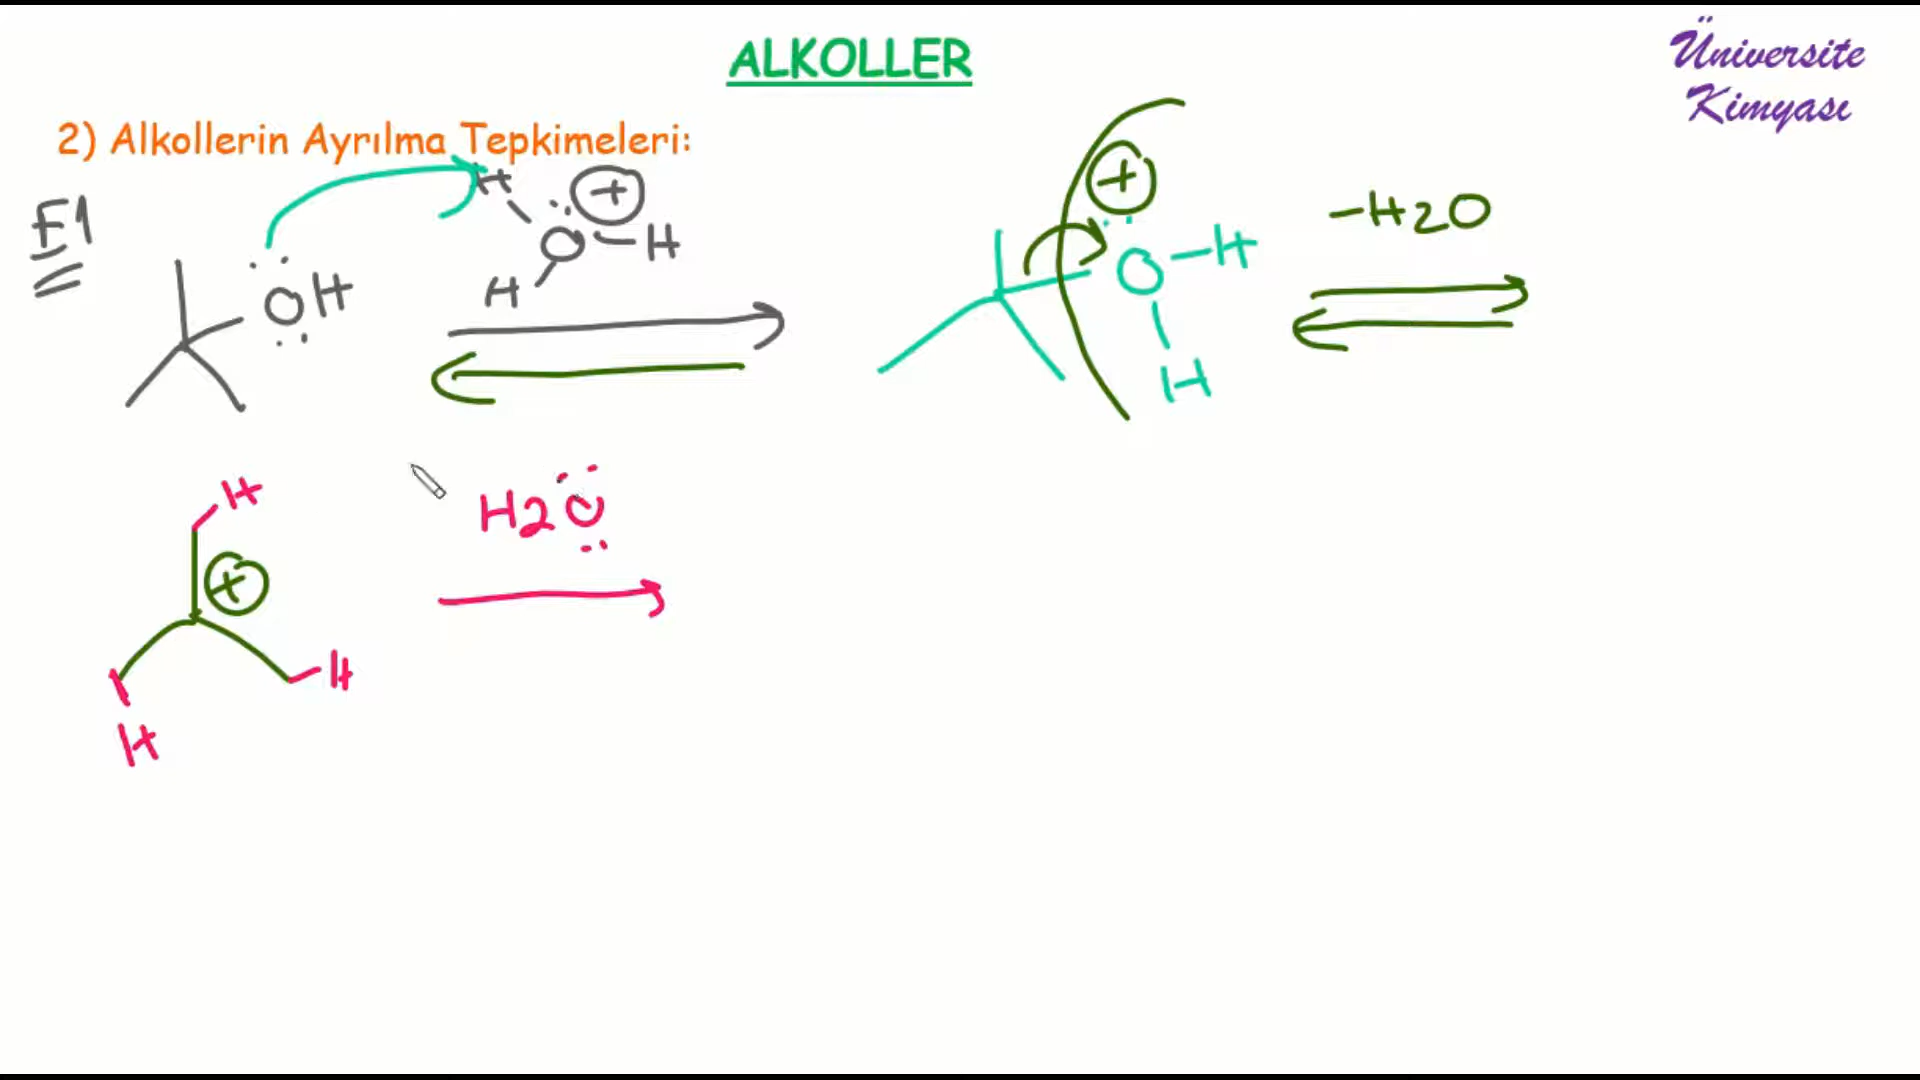 ALKOLLER
Üniversite
Kimyası
2) Alkollerin Ayrılma Tepkimeleri:
E1
H
+
O
H
H
OH
+
O
H
H
-H2O
H
+
H
H
H2O